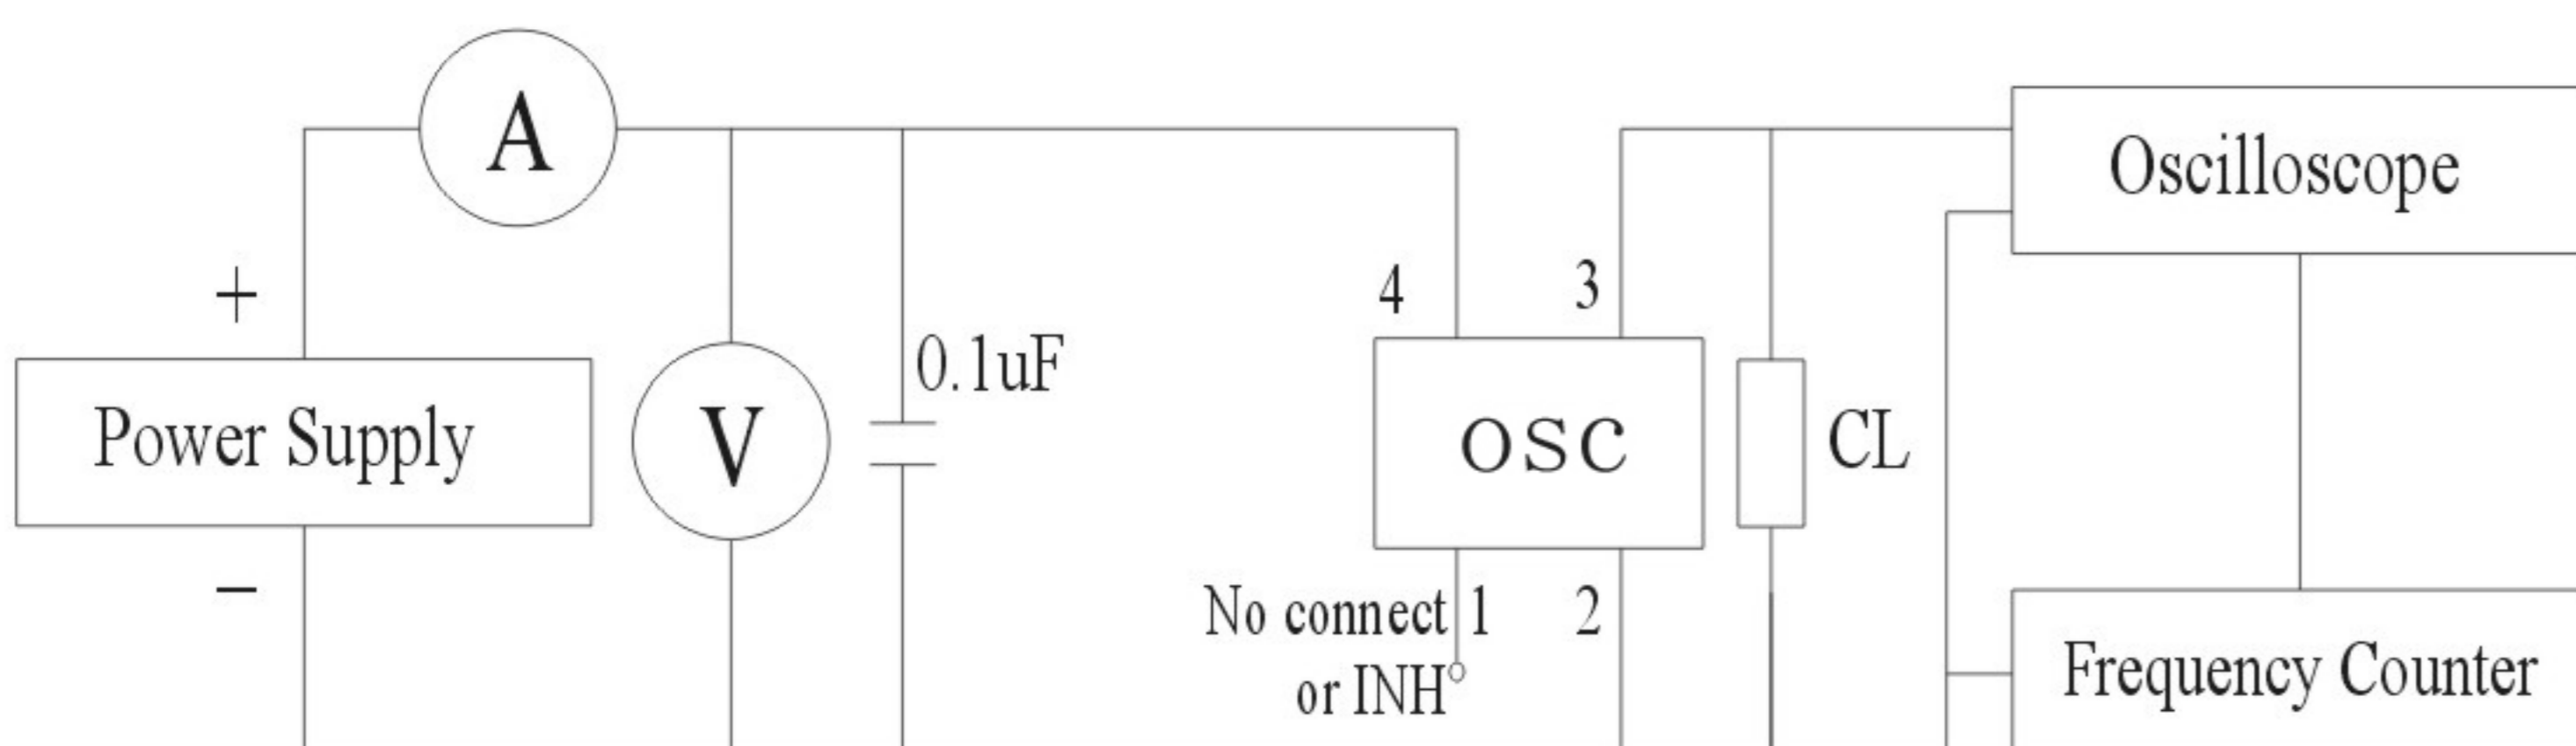 A
Oscilloscope
+
4
3
0.1uF
Power Supply
V
OSC
CL
−
No connect 1
2
or INH
Frequency Counter